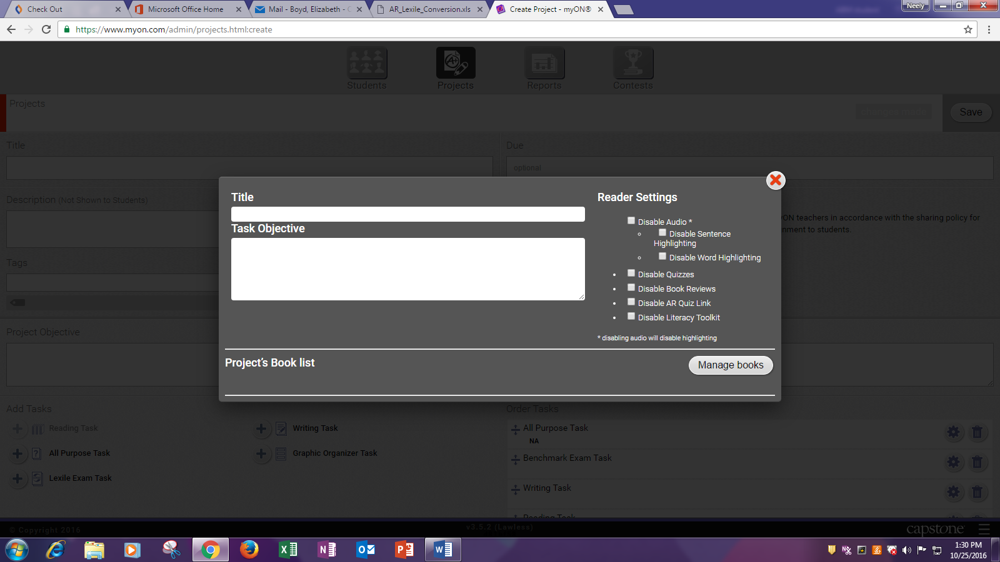 Check Out
Microsoft Office Home
Mail - Boyd, Elizabeth - C
AR_Lexile_Conversion.xls
Create Project - myON®
Neely
https://www.myon.com/admin/projects.html:create
Students
Projects
Reports
Contests
Projects
Save
Title
Due
optional
Description (Not Shown to Students)
ON teachers in accordance with the sharing policy for
nment to students.
Tags
Project Objective
Title
Task Objective
Reader Settings
Disable Audio *
Disable Sentence
Highlighting
Disable Word Highlighting
Disable Quizzes
Disable Book Reviews
Disable AR Quiz Link
Disable Literacy Toolkit
* disabling audio will disable highlighting
Project's Book list
Manage books
Add Tasks
Reading Task
Writing Task
All Purpose Task
Graphic Organizer Task
Lexile Exam Task
Order Tasks
All Purpose Task
NA
Benchmark Exam Task
Writing Task
Reading Task
© Copyright 2016
v3.5.2 (Lawless)
capstone
1:30 PM
10/25/2016